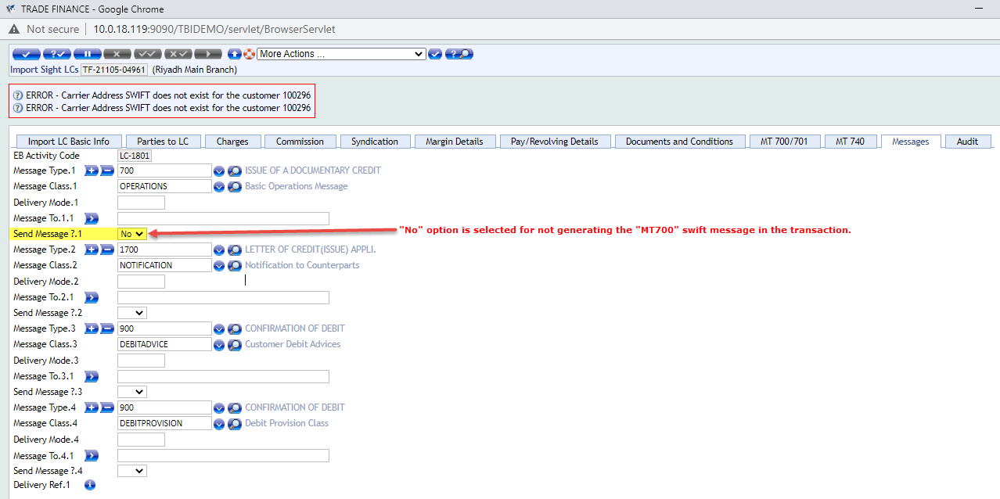 TRADE FINANCE - Google Chrome
Not secure 10.0.18.119:9090/TBIDEMO/servlet/BrowserServlet
More Actions ...
Import Sight LCs TF-21105-04961 (Riyadh Main Branch)
ERROR - Carrier Address SWIFT does not exist for the customer 100296
ERROR - Carrier Address SWIFT does not exist for the customer 100296
Import LC Basic Info Parties to LC Charges Commission Syndication Margin Details Pay/Revolving Details Documents and Conditions MT 700/701 MT 740 Messages Audit
EB Activity Code LC-1801
Message Type.1 700 ISSUE OF A DOCUMENTARY CREDIT
Message Class.1 OPERATIONS Basic Operations Message
Delivery Mode.1
Message To.1.1
Send Message ?.1 No "No" option is selected for not generating the "MT700" swift message in the transaction.
Message Type.2 1700 LETTER OF CREDIT(ISSUE) APPLI.
Message Class.2 NOTIFICATION Notification to Counterparts
Delivery Mode.2
Message To.2.1
Send Message ?.2
Message Type.3 900 CONFIRMATION OF DEBIT
Message Class.3 DEBITADVICE Customer Debit Advices
Delivery Mode.3
Message To.3.1
Send Message ?.3
Message Type.4 900 CONFIRMATION OF DEBIT
Message Class.4 DEBITPROVISION Debit Provision Class
Delivery Mode.4
Message To.4.1
Send Message ?.4
Delivery Ref.1